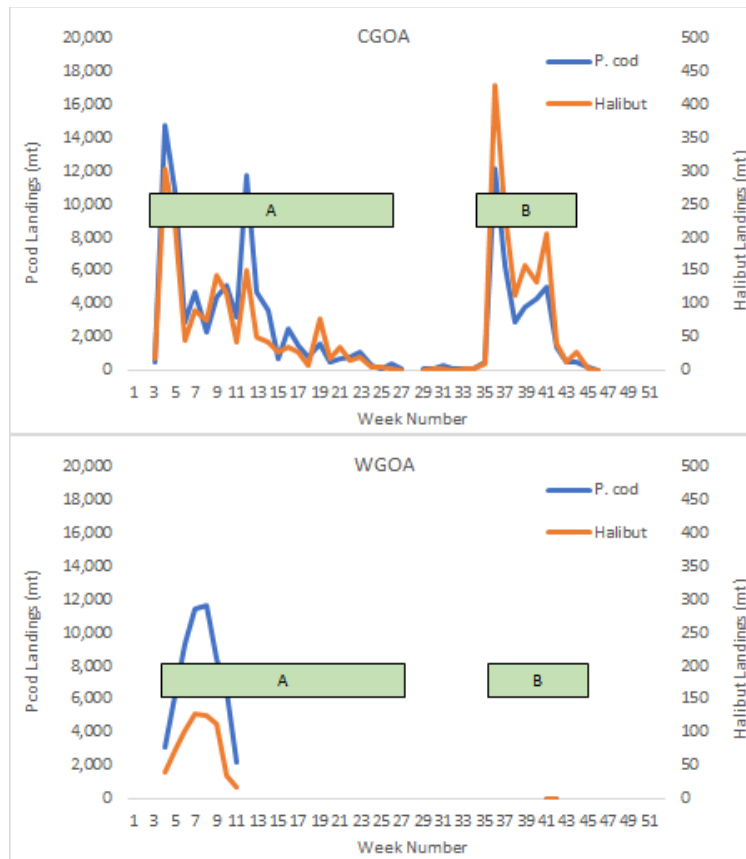 CGOA
20,000 500
18,000 450
P. cod
16,000 400
Halibut
14,000 350
12,000 300
10,000 250
A B
8,000 200
6,000 150
4,000 100
2,000 50
0 0
Pcod Landings (mt)
Halibut Landings (mt)
1 3 5 7 9 11 13 15 17 19 21 23 25 27 29 31 33 35 37 39 41 43 45 47 49 51
Week Number
WGOA
20,000 500
18,000 450
P. cod
16,000 400
Halibut
14,000 350
12,000 300
10,000 250
8,000 200
A B
6,000 150
4,000 100
2,000 50
0 0
Pcod Landings (mt)
Halibut Landings (mt)
1 3 5 7 9 11 13 15 17 19 21 23 25 27 29 31 33 35 37 39 41 43 45 47 49 51
Week Number